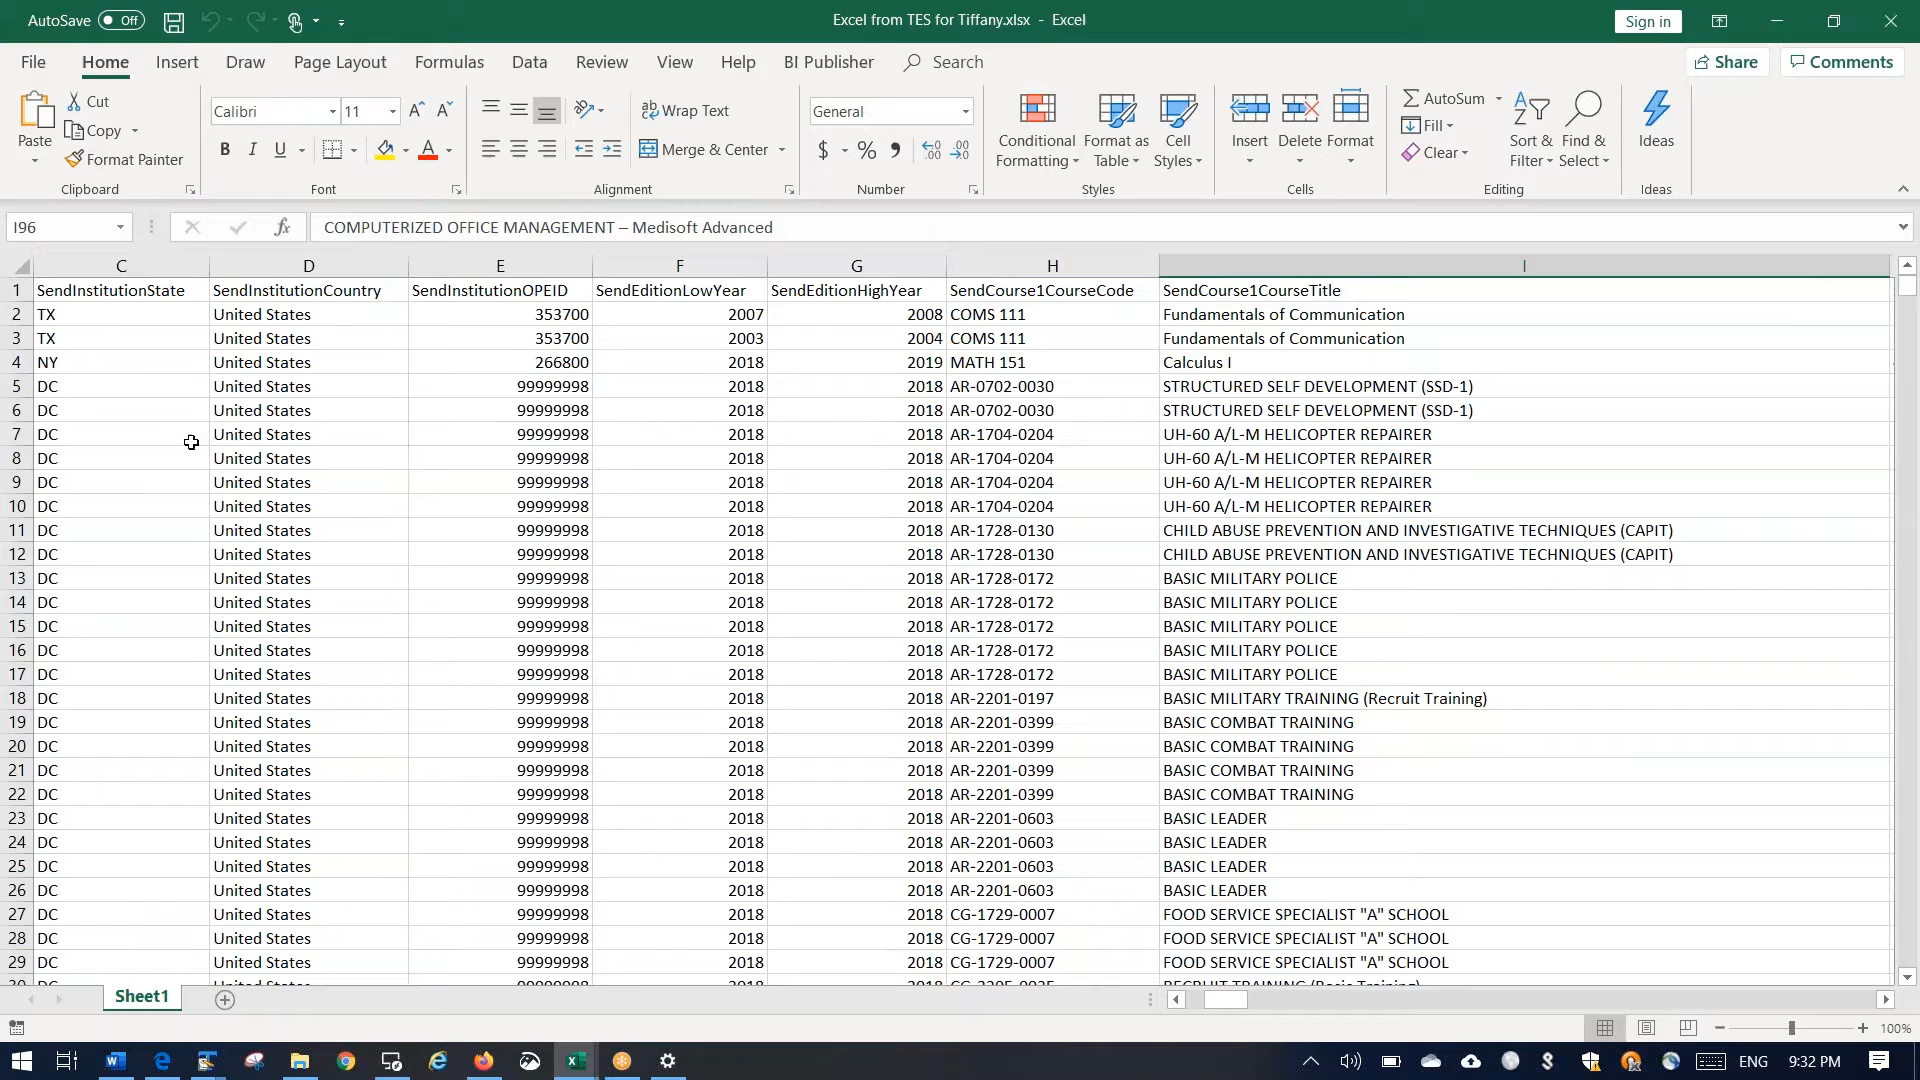 AutoSave Off Excel from TES for Tiffany.xlsx - Excel Sign in
File Home Insert Draw Page Layout Formulas Data Review View Help BI Publisher Search Share Comments
Paste Cut Copy Format Painter Clipboard
Calibri 11 B I U A Font
ab Wrap Text Merge & Center Alignment
General $ % , .00 Number
Conditional Formatting Format as Table Cell Styles Styles
Insert Delete Format Cells
AutoSum Fill Clear Sort & Filter Find & Select Editing
Ideas Ideas
I96 fx COMPUTERIZED OFFICE MANAGEMENT – Medisoft Advanced
C D E F G H I
1 SendInstitutionState SendInstitutionCountry SendInstitutionOPEID SendEditionLowYear SendEditionHighYear SendCourse1CourseCode SendCourse1CourseTitle
2 TX United States 353700 2007 2008 COMS 111 Fundamentals of Communication
3 TX United States 353700 2003 2004 COMS 111 Fundamentals of Communication
4 NY United States 266800 2018 2019 MATH 151 Calculus I
5 DC United States 99999998 2018 2018 AR-0702-0030 STRUCTURED SELF DEVELOPMENT (SSD-1)
6 DC United States 99999998 2018 2018 AR-0702-0030 STRUCTURED SELF DEVELOPMENT (SSD-1)
7 DC United States 99999998 2018 2018 AR-1704-0204 UH-60 A/L-M HELICOPTER REPAIRER
8 DC United States 99999998 2018 2018 AR-1704-0204 UH-60 A/L-M HELICOPTER REPAIRER
9 DC United States 99999998 2018 2018 AR-1704-0204 UH-60 A/L-M HELICOPTER REPAIRER
10 DC United States 99999998 2018 2018 AR-1704-0204 UH-60 A/L-M HELICOPTER REPAIRER
11 DC United States 99999998 2018 2018 AR-1728-0130 CHILD ABUSE PREVENTION AND INVESTIGATIVE TECHNIQUES (CAPIT)
12 DC United States 99999998 2018 2018 AR-1728-0130 CHILD ABUSE PREVENTION AND INVESTIGATIVE TECHNIQUES (CAPIT)
13 DC United States 99999998 2018 2018 AR-1728-0172 BASIC MILITARY POLICE
14 DC United States 99999998 2018 2018 AR-1728-0172 BASIC MILITARY POLICE
15 DC United States 99999998 2018 2018 AR-1728-0172 BASIC MILITARY POLICE
16 DC United States 99999998 2018 2018 AR-1728-0172 BASIC MILITARY POLICE
17 DC United States 99999998 2018 2018 AR-1728-0172 BASIC MILITARY POLICE
18 DC United States 99999998 2018 2018 AR-2201-0197 BASIC MILITARY TRAINING (Recruit Training)
19 DC United States 99999998 2018 2018 AR-2201-0399 BASIC COMBAT TRAINING
20 DC United States 99999998 2018 2018 AR-2201-0399 BASIC COMBAT TRAINING
21 DC United States 99999998 2018 2018 AR-2201-0399 BASIC COMBAT TRAINING
22 DC United States 99999998 2018 2018 AR-2201-0399 BASIC COMBAT TRAINING
23 DC United States 99999998 2018 2018 AR-2201-0603 BASIC LEADER
24 DC United States 99999998 2018 2018 AR-2201-0603 BASIC LEADER
25 DC United States 99999998 2018 2018 AR-2201-0603 BASIC LEADER
26 DC United States 99999998 2018 2018 AR-2201-0603 BASIC LEADER
27 DC United States 99999998 2018 2018 CG-1729-0007 FOOD SERVICE SPECIALIST "A" SCHOOL
28 DC United States 99999998 2018 2018 CG-1729-0007 FOOD SERVICE SPECIALIST "A" SCHOOL
29 DC United States 99999998 2018 2018 CG-1729-0007 FOOD SERVICE SPECIALIST "A" SCHOOL
Sheet1
100%
ENG 9:32 PM